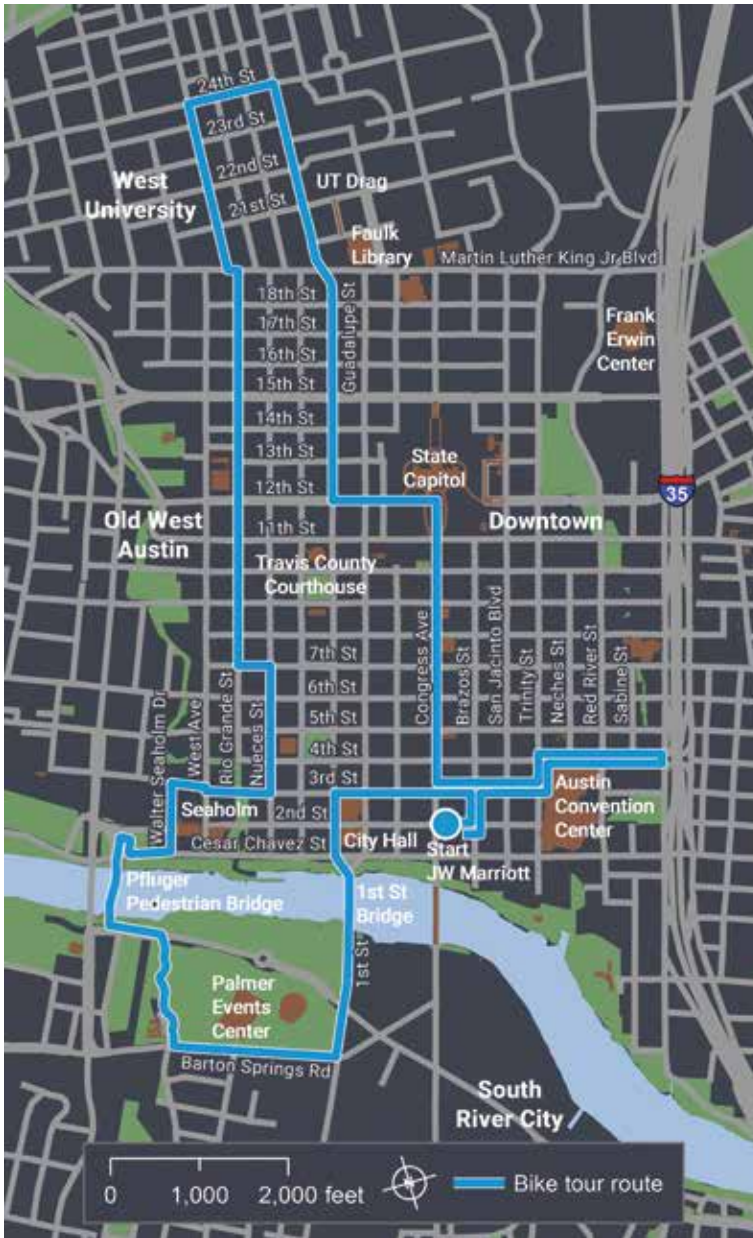 24th St
23rd St
22nd St
21st St
West
University
UT Drag
Faulk
Library
Martin Luther King Jr Blvd
18th St
17th St
16th St
15th St
14th St
13th St
12th St
11th St
Guadalupe St
Frank
Erwin
Center
State
Capitol
35
Old West
Austin
Downtown
Travis County
Courthouse
7th St
6th St
5th St
4th St
3rd St
2nd St
Cesar Chavez St
Walter Seaholm Dr
West Ave
Rio Grande St
Nueces St
Congress Ave
Brazos St
San Jacinto Blvd
Trinity St
Neches St
Red River St
Sabine St
Seaholm
City Hall
Start
JW Marriott
Austin
Convention
Center
Pfluger
Pedestrian Bridge
1st St
Bridge
1st St
Palmer
Events
Center
Barton Springs Rd
South
River City
0 1,000 2,000 feet
Bike tour route